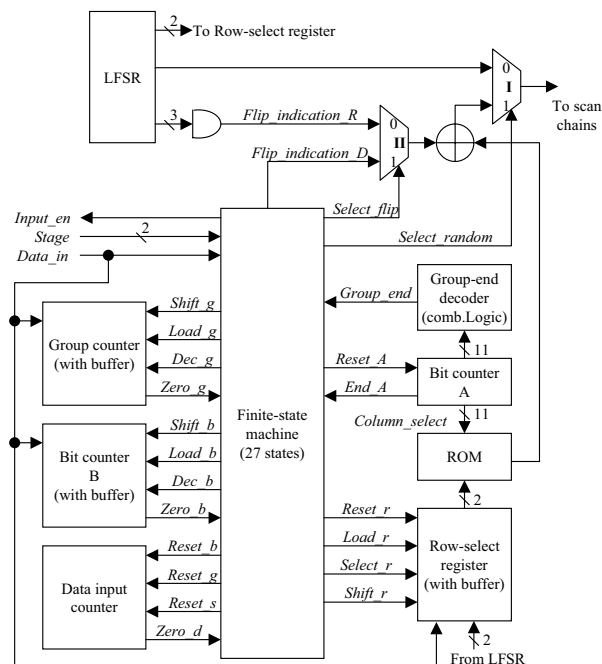 2
To Row-select register
LFSR
0
I
1
To scan
chains
3
Flip_indication_R
0
II
1
Flip_indication_D
Input_en
Stage
2
Data_in
Select_flip
Select_random
Group-end
decoder
(comb.Logic)
Group_end
11
Shift_g
Load_g
Dec_g
Zero_g
Group counter
(with buffer)
Reset_A
End_A
Bit counter
A
11
Column_select
Finite-state
machine
(27 states)
ROM
Shift_b
Load_b
Dec_b
Zero_b
Bit counter
B
(with buffer)
2
Reset_r
Load_r
Select_r
Shift_r
Row-select
register
(with buffer)
Reset_b
Reset_g
Reset_s
Zero_d
Data input
counter
2
From LFSR